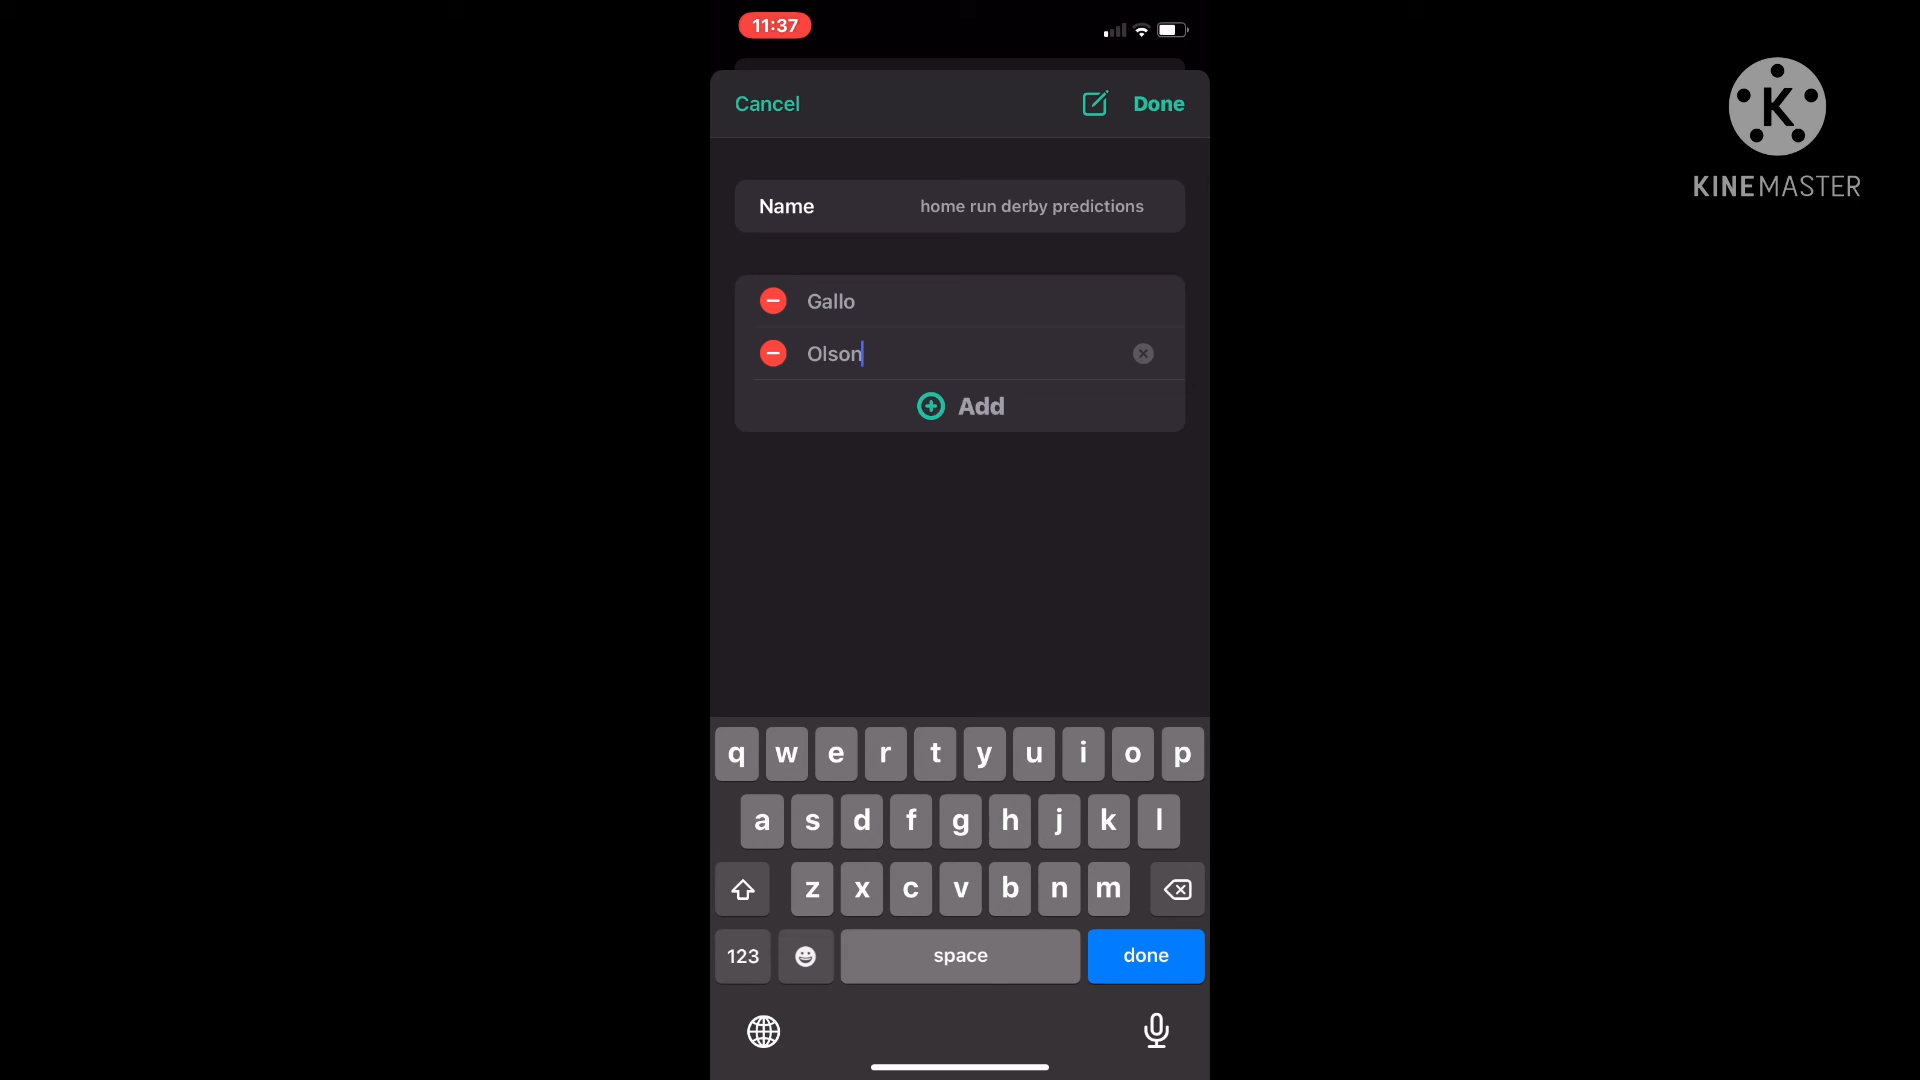 11:37
Cancel
Done
K
KINEMASTER
Name
home run derby predictions
Gallo
Olson
Add
q w e r t y u i o p
a s d f g h j k l
z x c v b n m
123
space
done